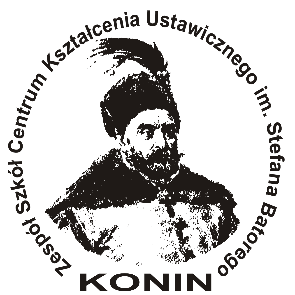 Zespół Szkół Centrum Kształcenia Ustawicznego im. Stefana Batorego
KONIN